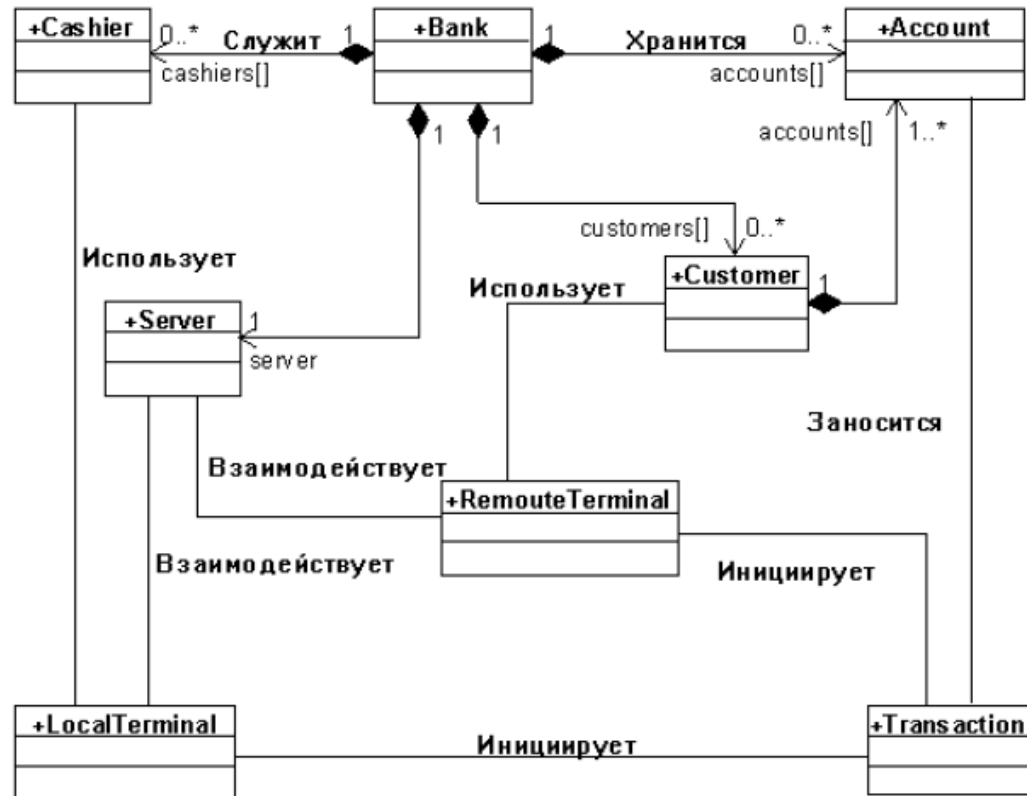 +Cashier
0..*
Служит
1
+Bank
1
Хранится
0..*
+Account
cashiers[]
accounts[]
1
1
accounts[]
1..*
customers[]
0..*
Использует
+Customer
1
Использует
+Server
1
server
Заносится
Взаимодействует
+RemouteTerminal
Взаимодействует
Инициирует
+LocalTerminal
+Transaction
Инициирует